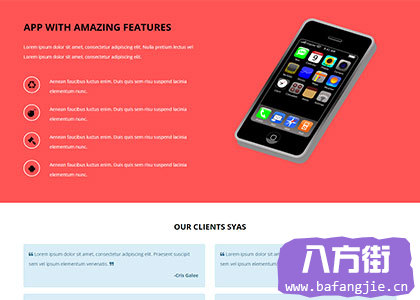 APP WITH AMAZING FEATURES
Lorem ipsum dolor sit amet, consectetur adipiscing elit. Nulla pretium lectus vel
Lorem ipsum dolor sit amet, consectetur adipiscing elit.
Aenean faucibus luctus enim. Duis quis sem risu suspend lacinia
elementum nunc.
Aenean faucibus luctus enim. Duis quis sem risu suspend lacinia
elementum nunc.
Aenean faucibus luctus enim. Duis quis sem risu suspend lacinia
elementum nunc.
Aenean faucibus luctus enim. Duis quis sem risu suspend lacinia
elementum nunc.
OUR CLIENTS SYAS
Lorem ipsum dolor sit amet, consectetur adipiscing elit. Praesent suscipit
sem vel ipsum elementum venenatis.
-Cris Galee
Lorem ipsum dolor sit amet, consec
sem vel ipsum elementum
八方街
www.bafangjie.cn